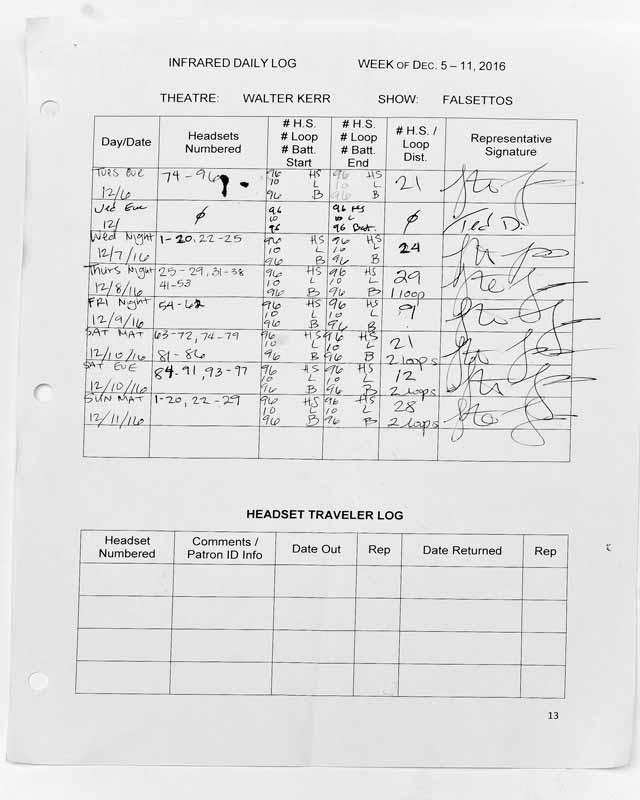 INFRARED DAILY LOG WEEK OF DEC. 5 – 11, 2016
THEATRE: WALTER KERR SHOW: FALSETTOS
Day/Date Headsets Numbered # H.S. # Loop # Batt. Start # H.S. # Loop # Batt. End # H.S. / Loop Dist. Representative Signature
TUES EVE 74-96 96 HS 96 HS 21
12/6 10 L 10 L
96 B 96 B
Wed Eve φ 96 96 HS φ Ted D.
12/ 10 10 L
96 96 Batt.
Wed Night 1-20, 22-25 96 HS 96 HS 24
12/7/16 10 L 10 L
96 B 96 B
Thurs Night 25-29, 31-38 96 HS 96 HS 29
12/8/16 41-53 10 L 10 L 1 loop
96 B 96 B
FRI Night 54-62 96 HS 96 HS 9
12/9/16 10 L 10 L
96 B 96 B
SAT MAT 63-72, 74-79 96 HS 96 HS 21
12/10/16 81-86 10 L 10 L 2 loops
96 B 96 B
SAT EVE 84-91, 93-97 96 HS 96 HS 12
12/10/16 10 L 10 L 2 loops
96 B 96 B
SUN MAT 1-20, 22-29 96 HS 96 HS 28
12/11/16 10 L 10 L 2 loops
96 B 96 B
HEADSET TRAVELER LOG
Headset Numbered Comments / Patron ID Info Date Out Rep Date Returned Rep
13